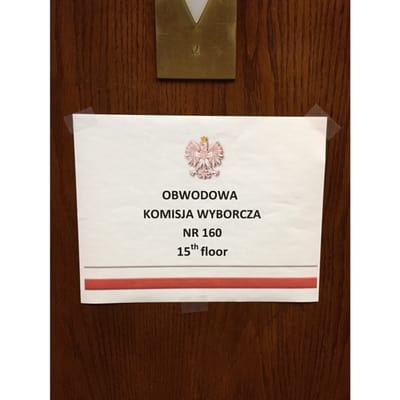 OBWODOWA
KOMISJA WYBORCZA
NR 160
15th floor